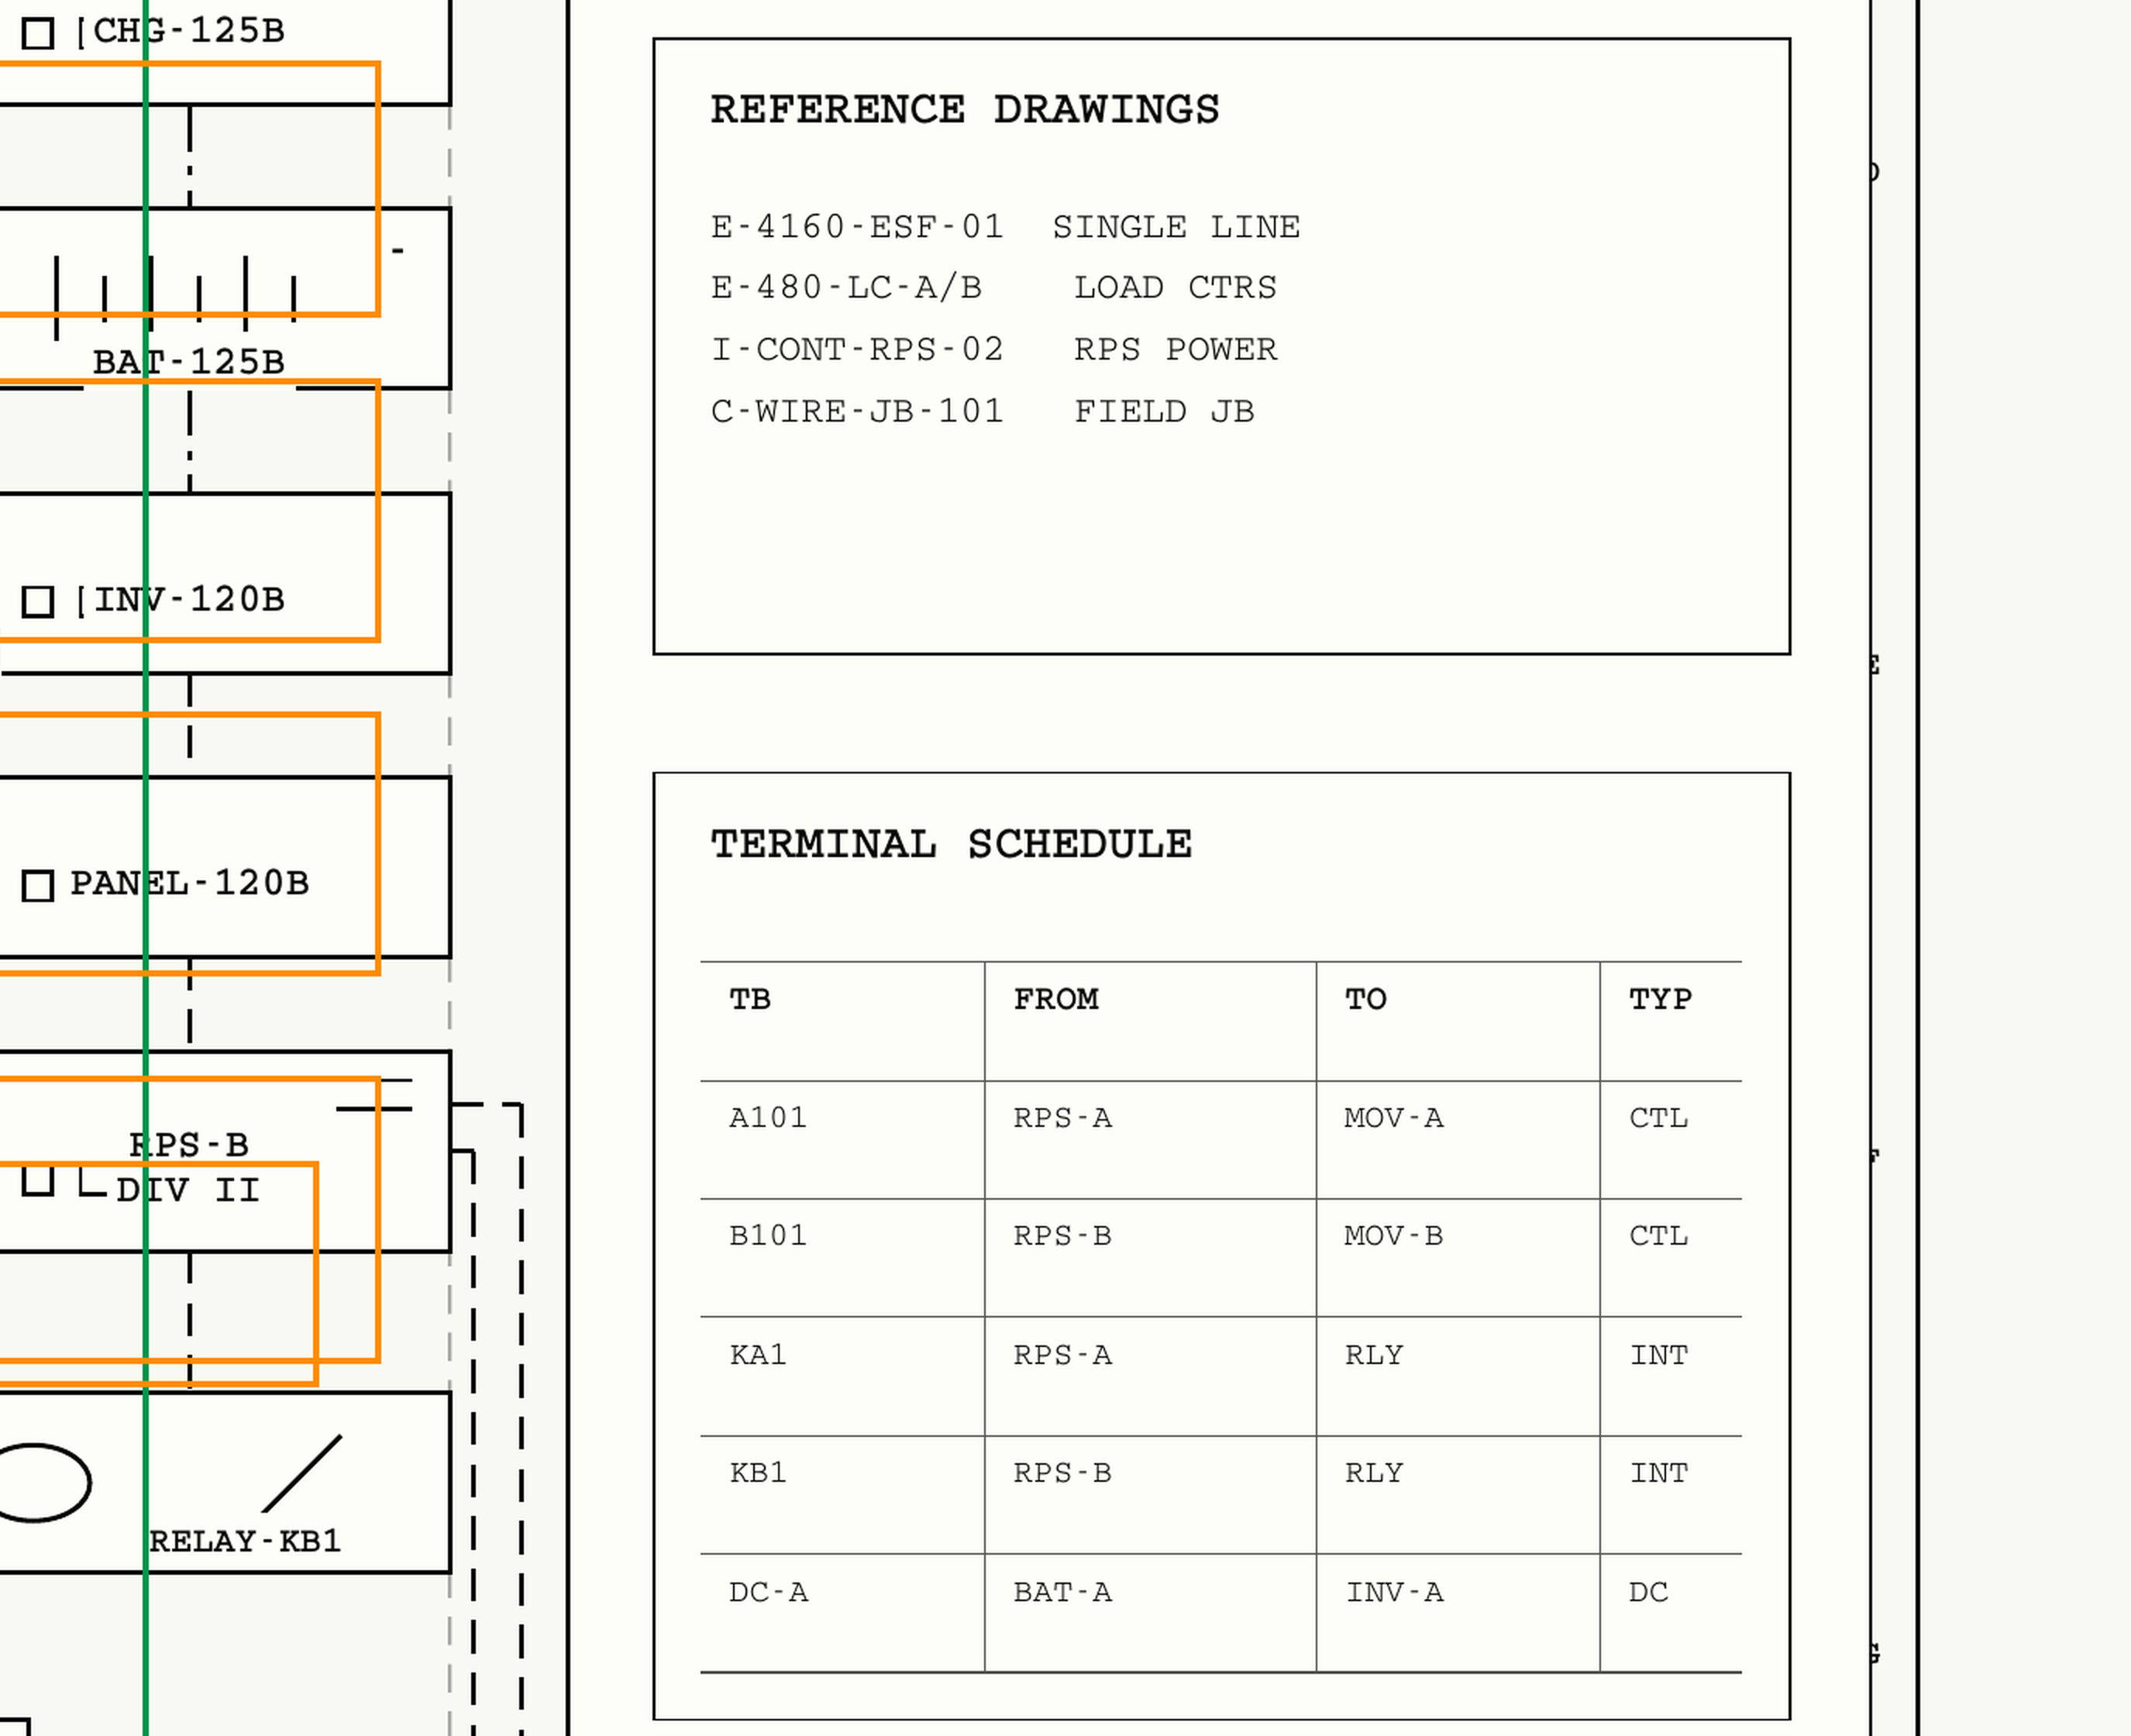 CHG-125B
BAT-125B
INV-120B
PANEL-120B
RPS-B
DIV II
RELAY-KB1
REFERENCE DRAWINGS
E-4160-ESF-01 SINGLE LINE
E-480-LC-A/B LOAD CTRS
I-CONT-RPS-02 RPS POWER
C-WIRE-JB-101 FIELD JB
TERMINAL SCHEDULE
TB FROM TO TYP
A101 RPS-A MOV-A CTL
B101 RPS-B MOV-B CTL
KA1 RPS-A RLY INT
KB1 RPS-B RLY INT
DC-A BAT-A INV-A DC